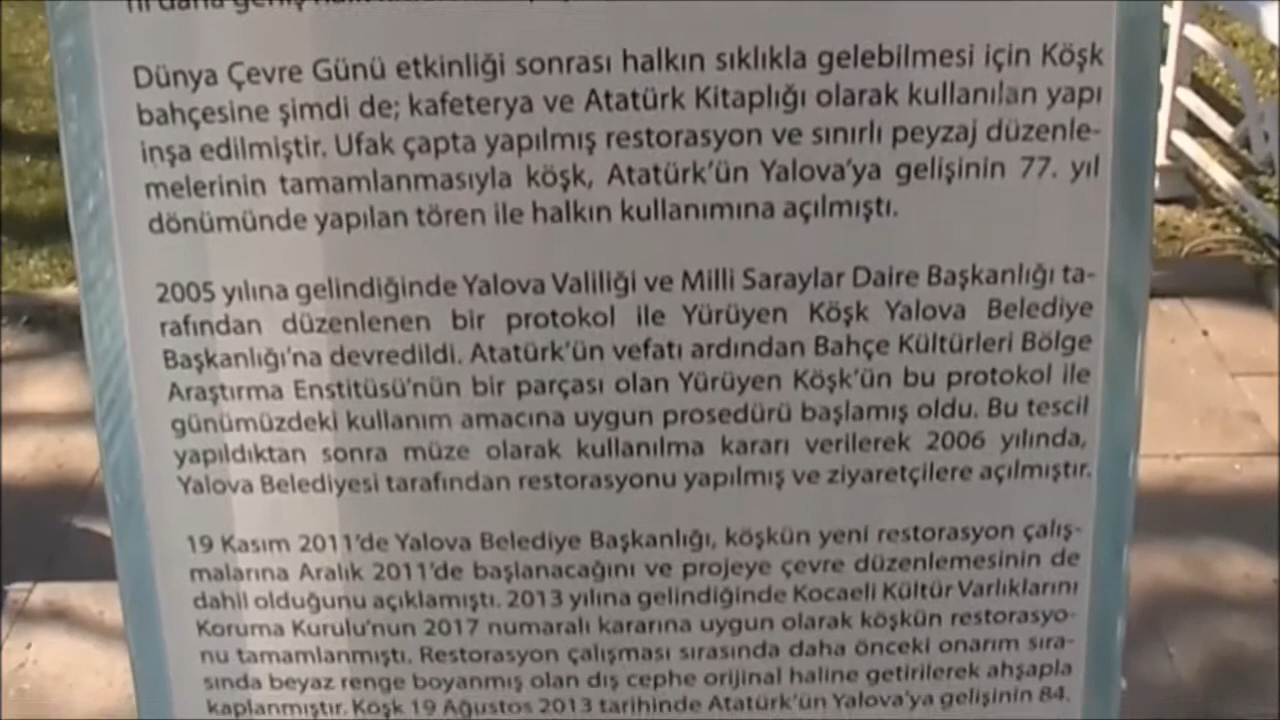 daha geniş
Dünya Çevre Günü etkinliği sonrası halkın sıklıkla gelebilmesi için Köşk
bahçesine şimdi de; kafeterya ve Atatürk Kitaplığı olarak kullanılan yapı
inşa edilmiştir. Ufak çapta yapılmış restorasyon ve sınırlı peyzaj düzenle-
melerinin tamamlanmasıyla köşk, Atatürk'ün Yalova'ya gelişinin 77. yıl
dönümünde yapılan tören ile halkın kullanımına açılmıştı.
2005 yılına gelindiğinde Yalova Valiliği ve Milli Saraylar Daire Başkanlığı ta-
rafından düzenlenen bir protokol ile Yürüyen Köşk Yalova Belediye
Başkanlığı'na devredildi. Atatürk'ün vefatı ardından Bahçe Kültürleri Bölge
Araştırma Enstitüsü'nün bir parçası olan Yürüyen Köşk'ün bu protokol ile
günümüzdeki kullanım amacına uygun prosedürü başlamış oldu. Bu tescil
yapıldıktan sonra müze olarak kullanılma kararı verilerek 2006 yılında,
Yalova Belediyesi tarafından restorasyonu yapılmış ve ziyaretçilere açılmıştır.
19 Kasım 2011'de Yalova Belediye Başkanlığı, köşkün yeni restorasyon çalış-
malarına Aralık 2011'de başlanacağını ve projeye çevre düzenlemesinin de
dahil olduğunu açıklamıştı. 2013 yılına gelindiğinde Kocaeli Kültür Varlıklarını
Koruma Kurulu'nun 2017 numaralı kararına uygun olarak köşkün restorasyo-
nu tamamlanmıştı. Restorasyon çalışması sırasında daha önceki onarım sıra-
sında beyaz renge boyanmış olan dış cephe orijinal haline getirilerek ahşapla
kaplanmıştır. Köşk 19 Ağustos 2013 tarihinde Atatürk'ün Yalova'ya gelişinin 84.